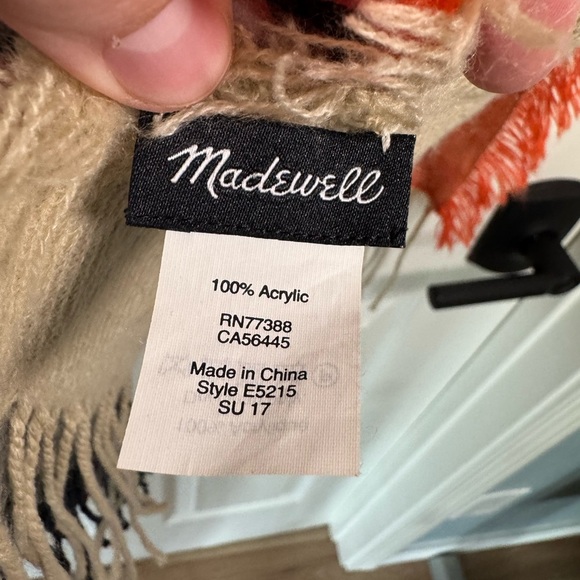 Madewell
100% Acrylic
RN77388
CA56445
Made in China
Style E5215
SU 17